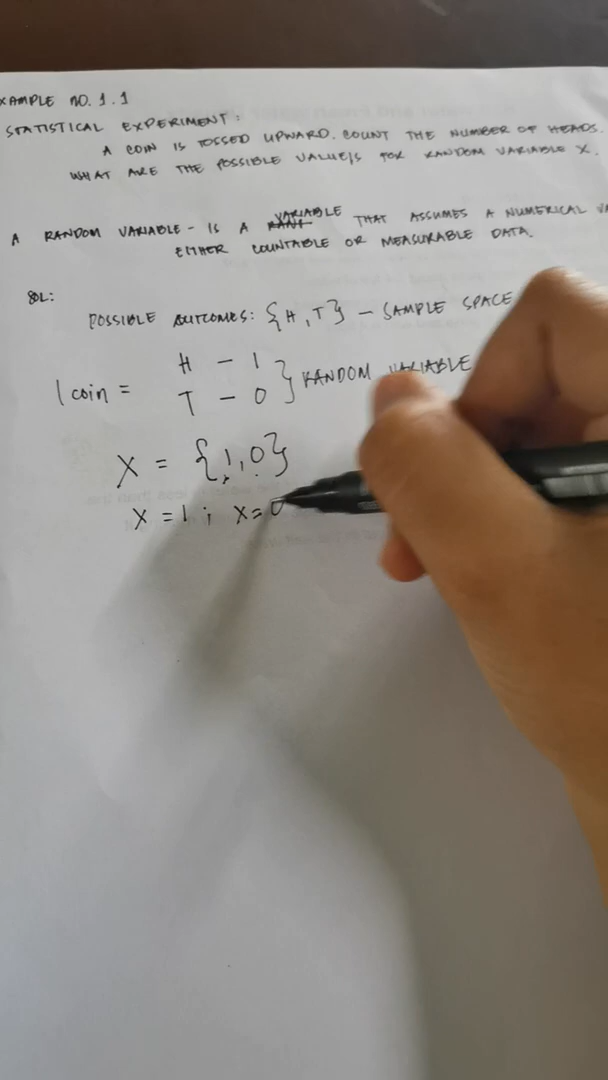 XAMPLE NO. 1.1
STATISTICAL EXPERIMENT:
A COIN IS TOSSED UPWARD. COUNT THE NUMBER OF HEADS.
WHAT ARE THE POSSIBLE VALUE/S FOR RANDOM VARIABLE X.
A RANDOM VARIABLE - IS A VARIABLE THAT ASSUMES A NUMERICAL VA
EITHER COUNTABLE OR MEASURABLE DATA.
SOL:
POSSIBLE OUTCOMES: {H, T} - SAMPLE SPACE
H - 1
1 coin = } RANDOM VARIABLE
T - 0
X = {1, 0}
X = 1 ; X = 0